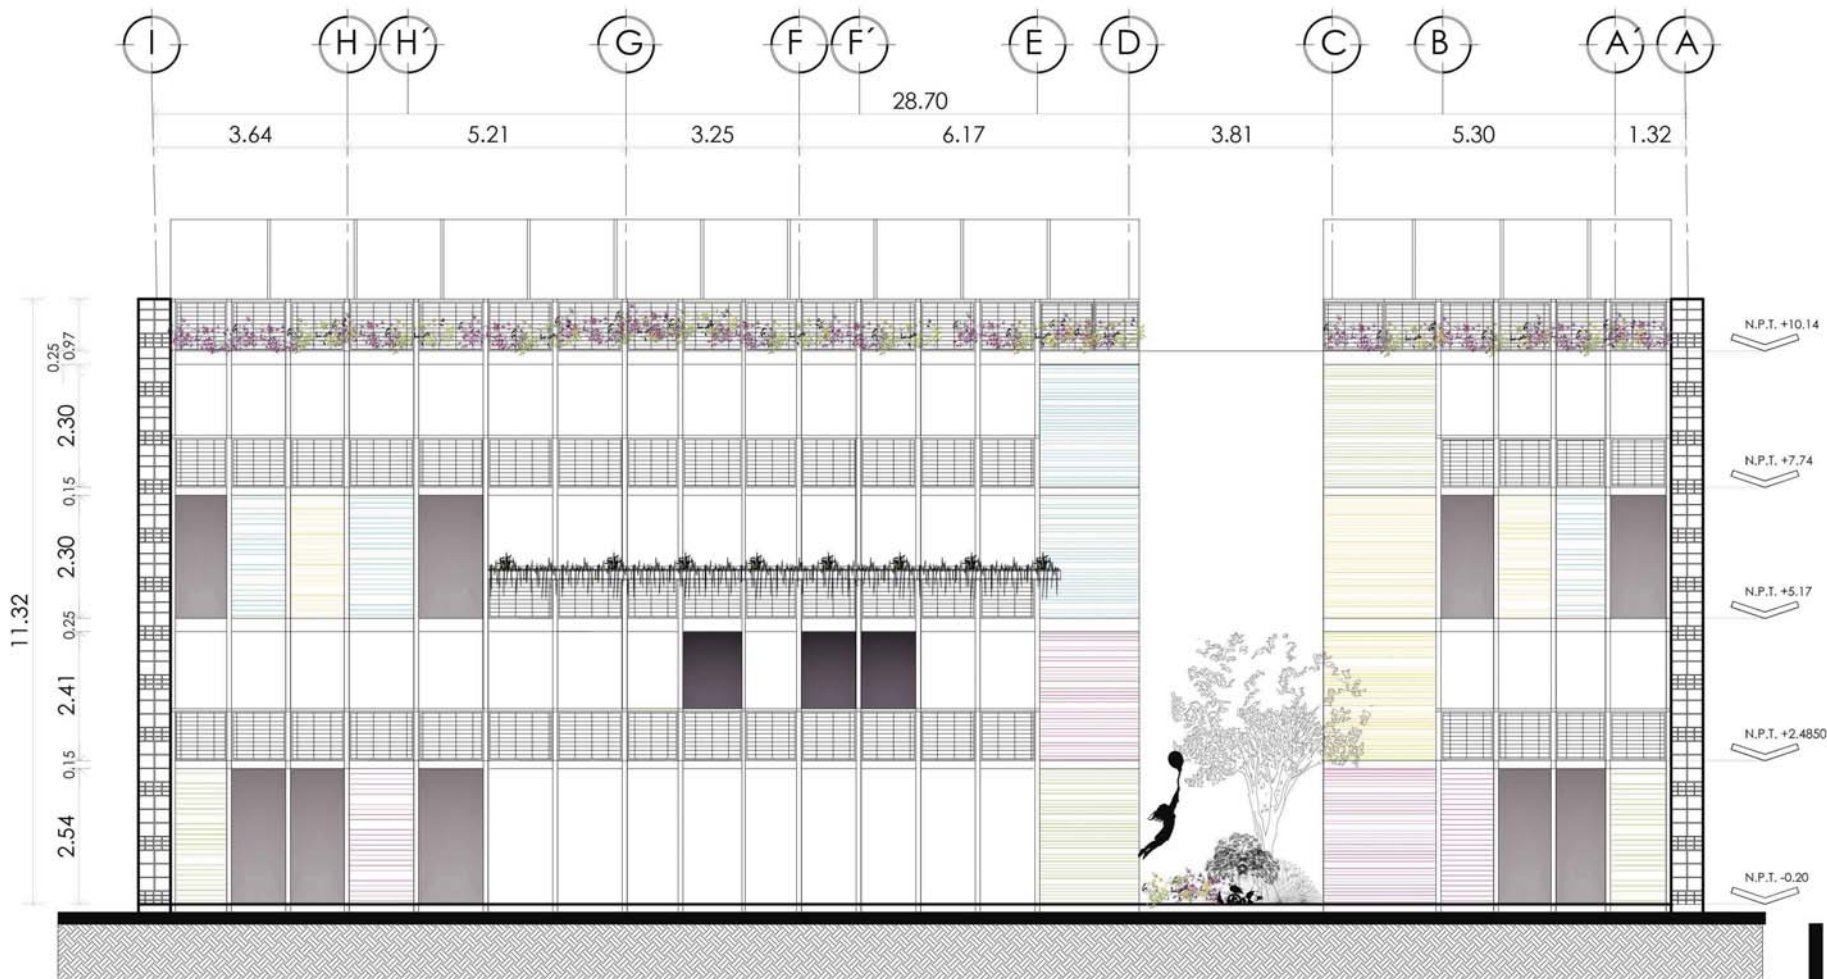 I H H´ G F F´ E D C B A´ A
28.70
3.64 5.21 3.25 6.17 3.81 5.30 1.32
N.P.T. +10.14
0.25
0.97
2.30
N.P.T. +7.74
0.15
2.30
N.P.T. +5.17
11.32
0.25
2.41
N.P.T. +2.4850
0.15
2.54
N.P.T. -0.20